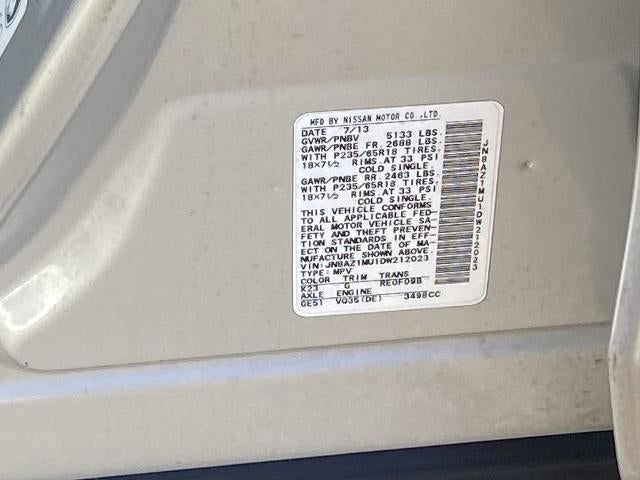 MFD BY NISSAN MOTOR CO.,LTD.
DATE 7/13
GVWR/PNBV 5133 LBS.
GAWR/PNBE FR. 2688 LBS.
WITH P235/65R18 TIRES.
18×7½ RIMS.AT 33 PSI
COLD SINGLE.
GAWR/PNBE RR. 2463 LBS.
WITH P235/65R18 TIRES.
18×7½ RIMS.AT 33 PSI
COLD SINGLE.
THIS VEHICLE CONFORMS
TO ALL APPLICABLE FED-
ERAL MOTOR VEHICLE SA-
FETY AND THEFT PREVEN-
TION STANDARDS IN EFF-
ECT ON THE DATE OF MA-
NUFACTURE SHOWN ABOVE.
VIN:JN8AZ1MU1DW212023
TYPE:MPV
COLOR TRIM TRANS
K23 G RE0F09B
AXLE ENGINE
GE51 VQ35(DE) 3498CC
JN8AZ1MU1DW212023